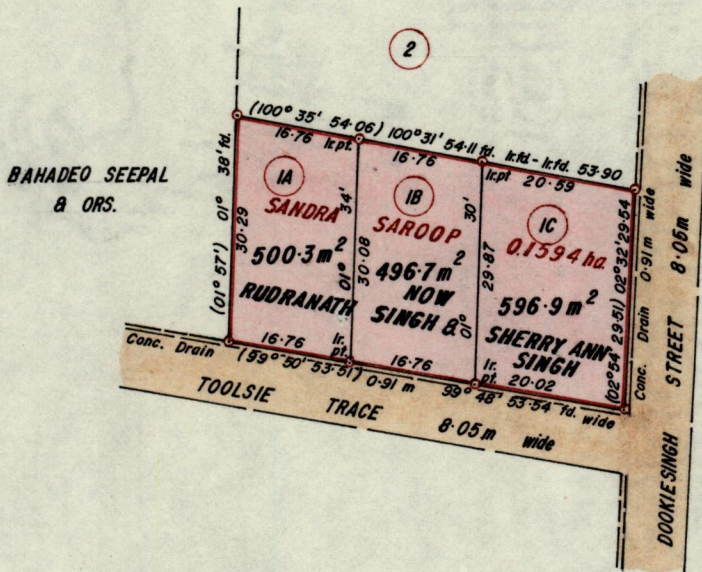 2
BAHADEO SEEPAL
& ORS.
(100° 35' 54.06) 100° 31' 54.11 fd. Ir.fd - Ir.fd. 53.90
16.76 Ir.pt.
16.76 Ir.pt
20.59
(01° 57') 01° 38' fd.
30.29
1A
SANDRA
500.3 m²
RUDRANATH
01° 34'
30.08
1B
SAROOP
496.7 m²
NOW
SINGH &
01° 30'
29.87
1C
0.1594 ha
596.9 m²
SHERRY ANN
SINGH
(02° 54' 29.51) 02° 32' 29.54
16.76 Ir. pt.
16.76 Ir. pt.
20.02
Conc. Drain (59° 50' 53.51) 0.91 m 99° 48' 53.54 fd. wide
TOOLSIE TRACE 8.05 m wide
Conc. Drain 0.91 m wide
DOOKIESINGH STREET 8.05 m wide